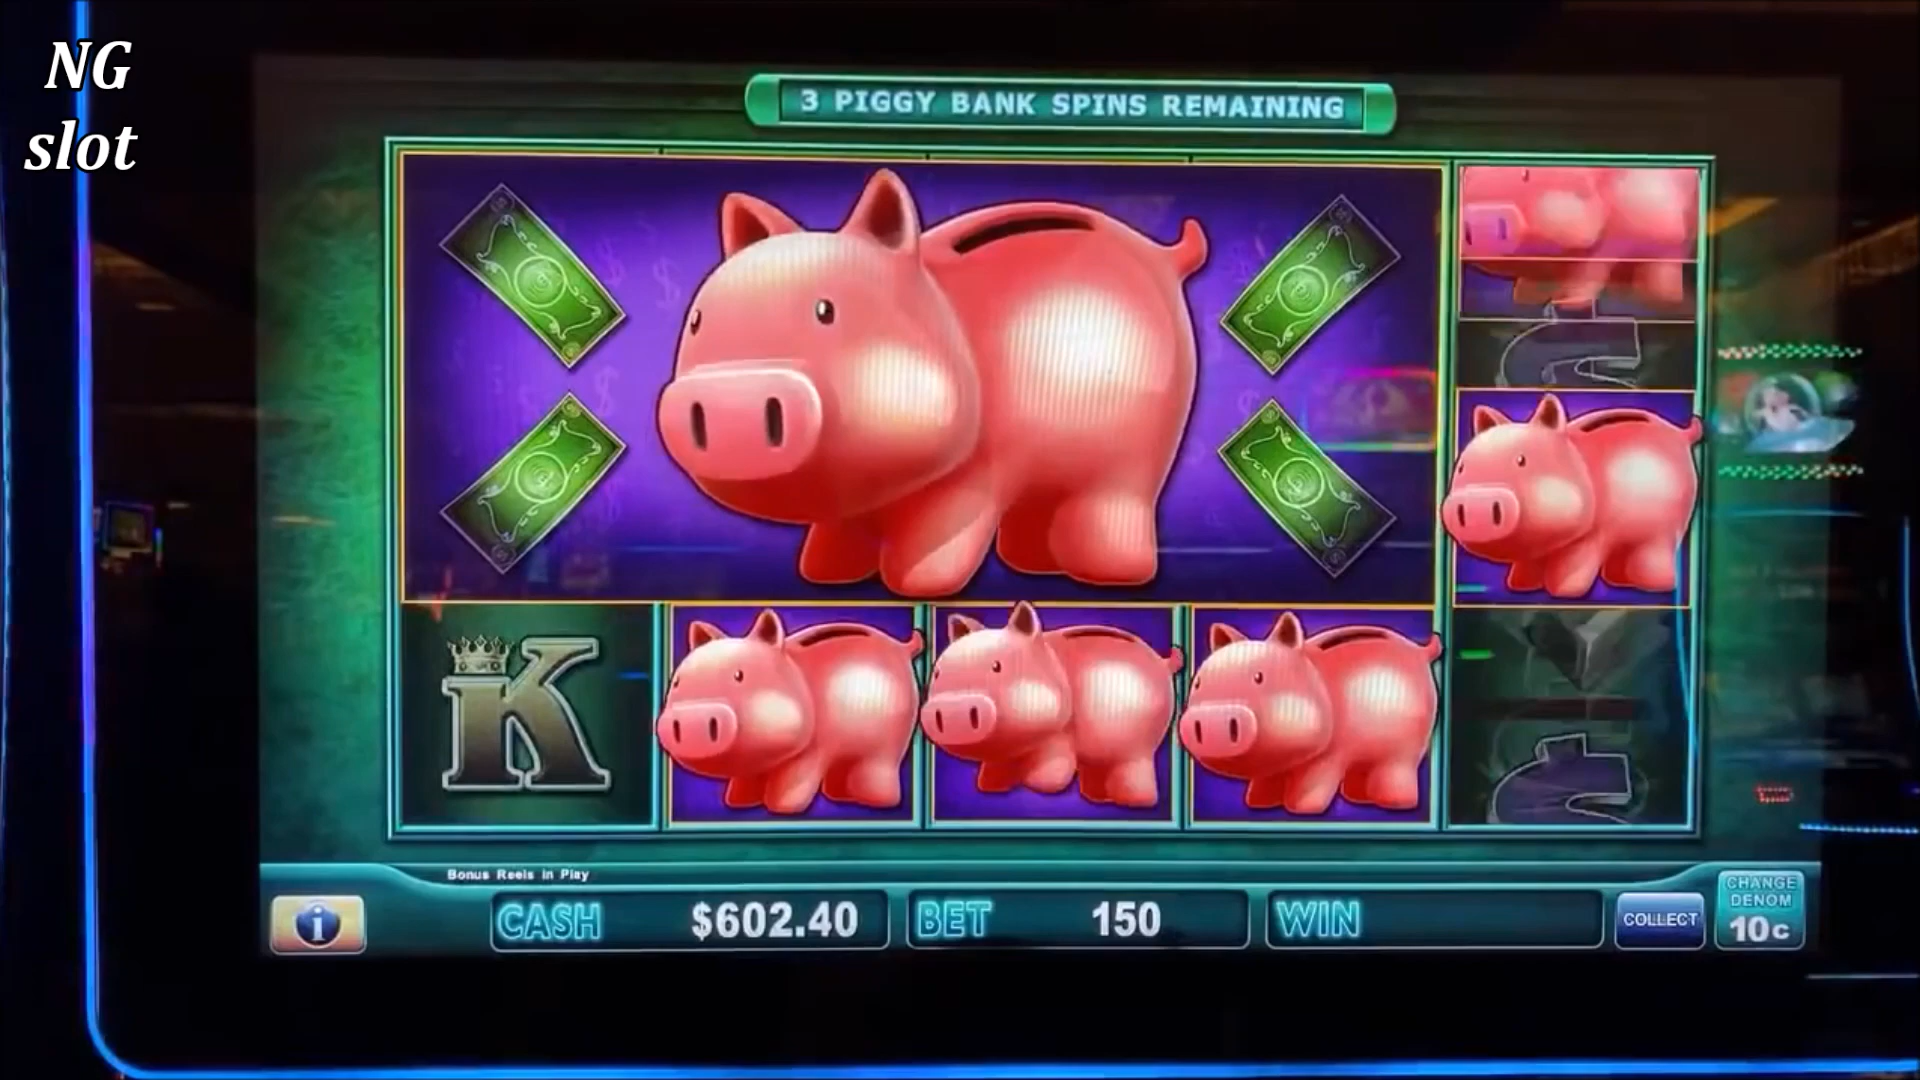 NG
slot
3 PIGGY BANK SPINS REMAINING
K
Bonus Reels in Play
i
CASH $602.40
BET 150
WIN
COLLECT
CHANGE
DENOM
10c